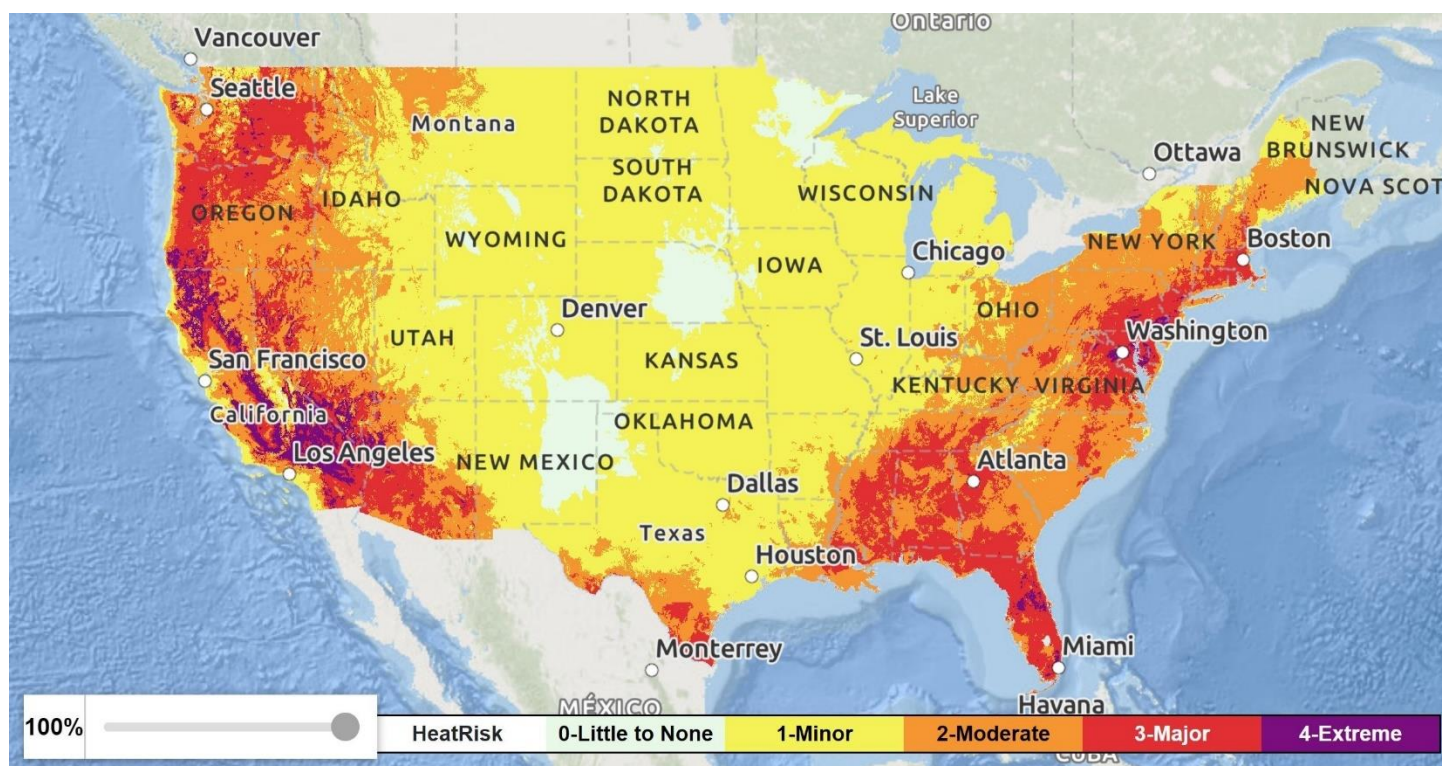 Ontario
Vancouver
Seattle
NORTH
DAKOTA
Montana
Lake
Superior
NEW
BRUNSWICK
Ottawa
SOUTH
DAKOTA
WISCONSIN
NOVA SCOT
IDAHO
OREGON
WYOMING
NEW YORK
Boston
Chicago
IOWA
OHIO
Denver
UTAH
St. Louis
Washington
San Francisco
KANSAS
KENTUCKY
VIRGINIA
California
OKLAHOMA
Los Angeles
NEW MEXICO
Atlanta
Dallas
Texas
Houston
Monterrey
Miami
MÉXICO
Havana
100%
HeatRisk
0-Little to None
1-Minor
2-Moderate
3-Major
4-Extreme
CUBA